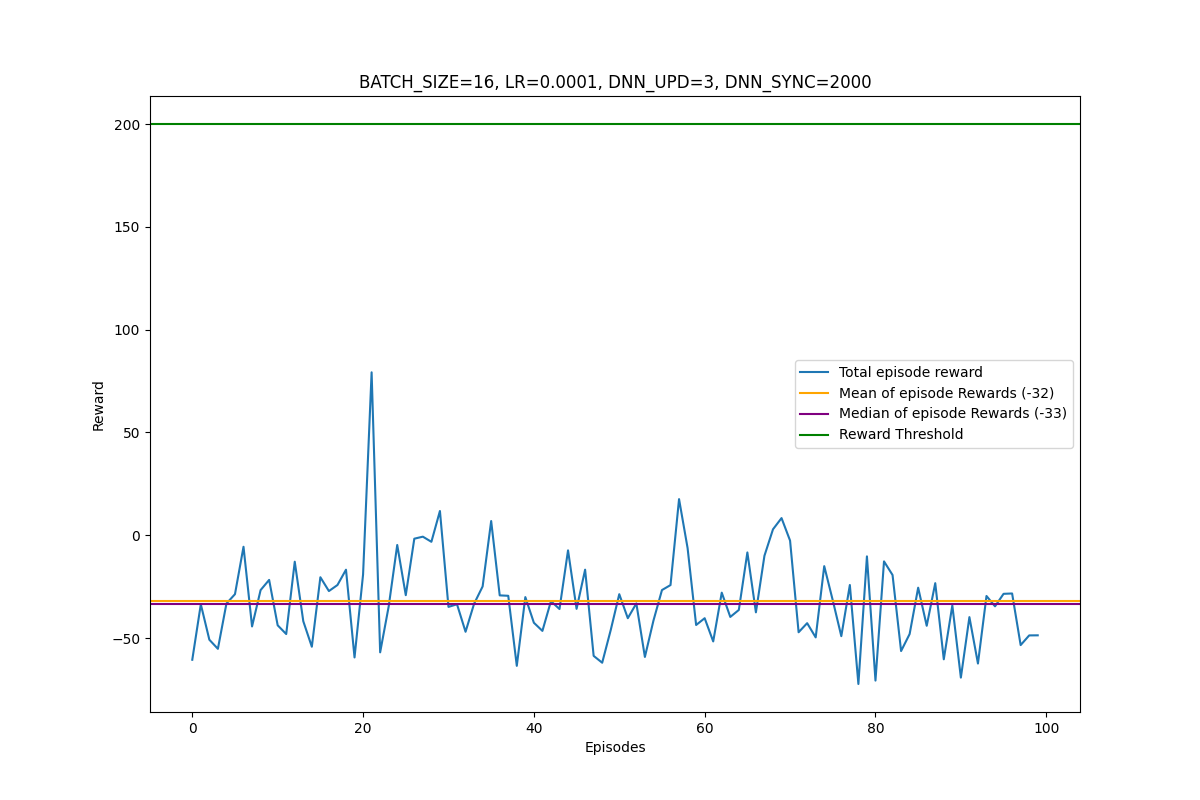 BATCH_SIZE=16, LR=0.0001, DNN_UPD=3, DNN_SYNC=2000
200
150
100
50
0
−50
Reward
Total episode reward
Mean of episode Rewards (-32)
Median of episode Rewards (-33)
Reward Threshold
0 20 40 60 80 100
Episodes